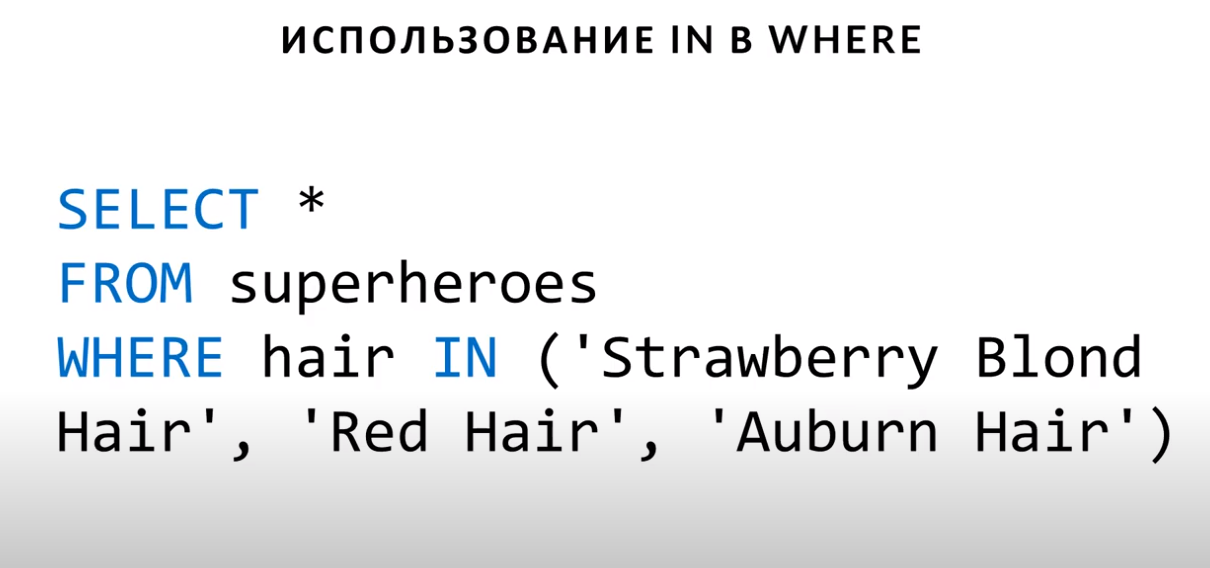 ИСПОЛЬЗОВАНИЕ IN В WHERE
SELECT *
FROM superheroes
WHERE hair IN ('Strawberry Blond
Hair', 'Red Hair', 'Auburn Hair')